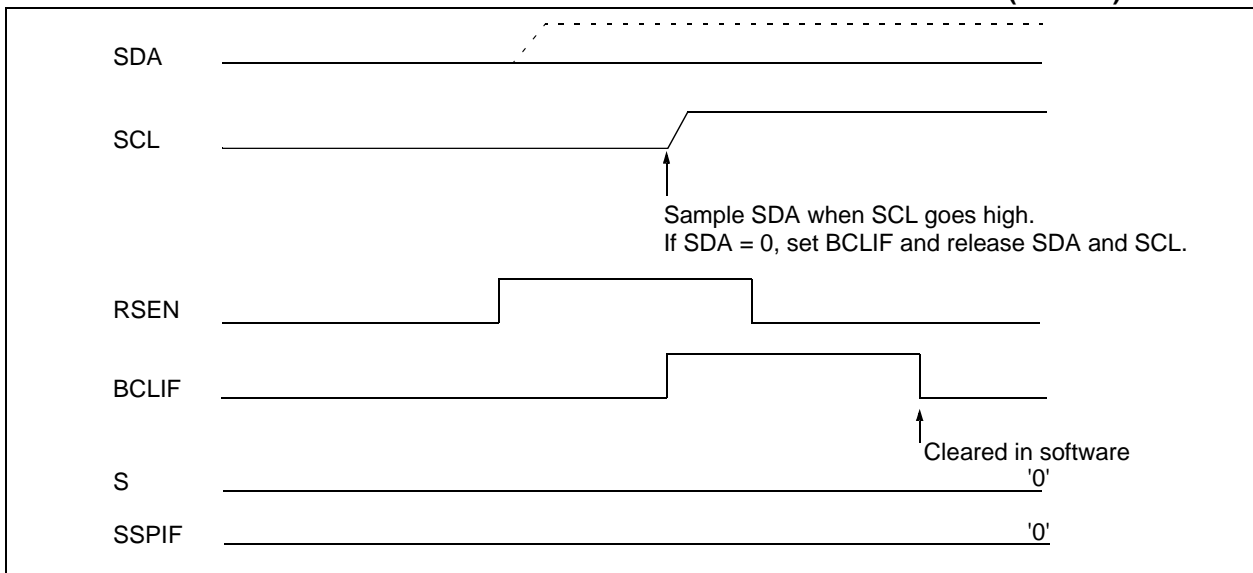 SDA
SCL
Sample SDA when SCL goes high.
If SDA = 0, set BCLIF and release SDA and SCL.
RSEN
BCLIF
Cleared in software
S '0'
SSPIF '0'